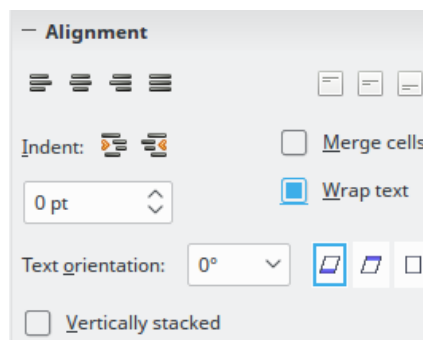 Alignment
Indent:
Merge cells
0 pt
Wrap text
Text orientation: 0°
Vertically stacked